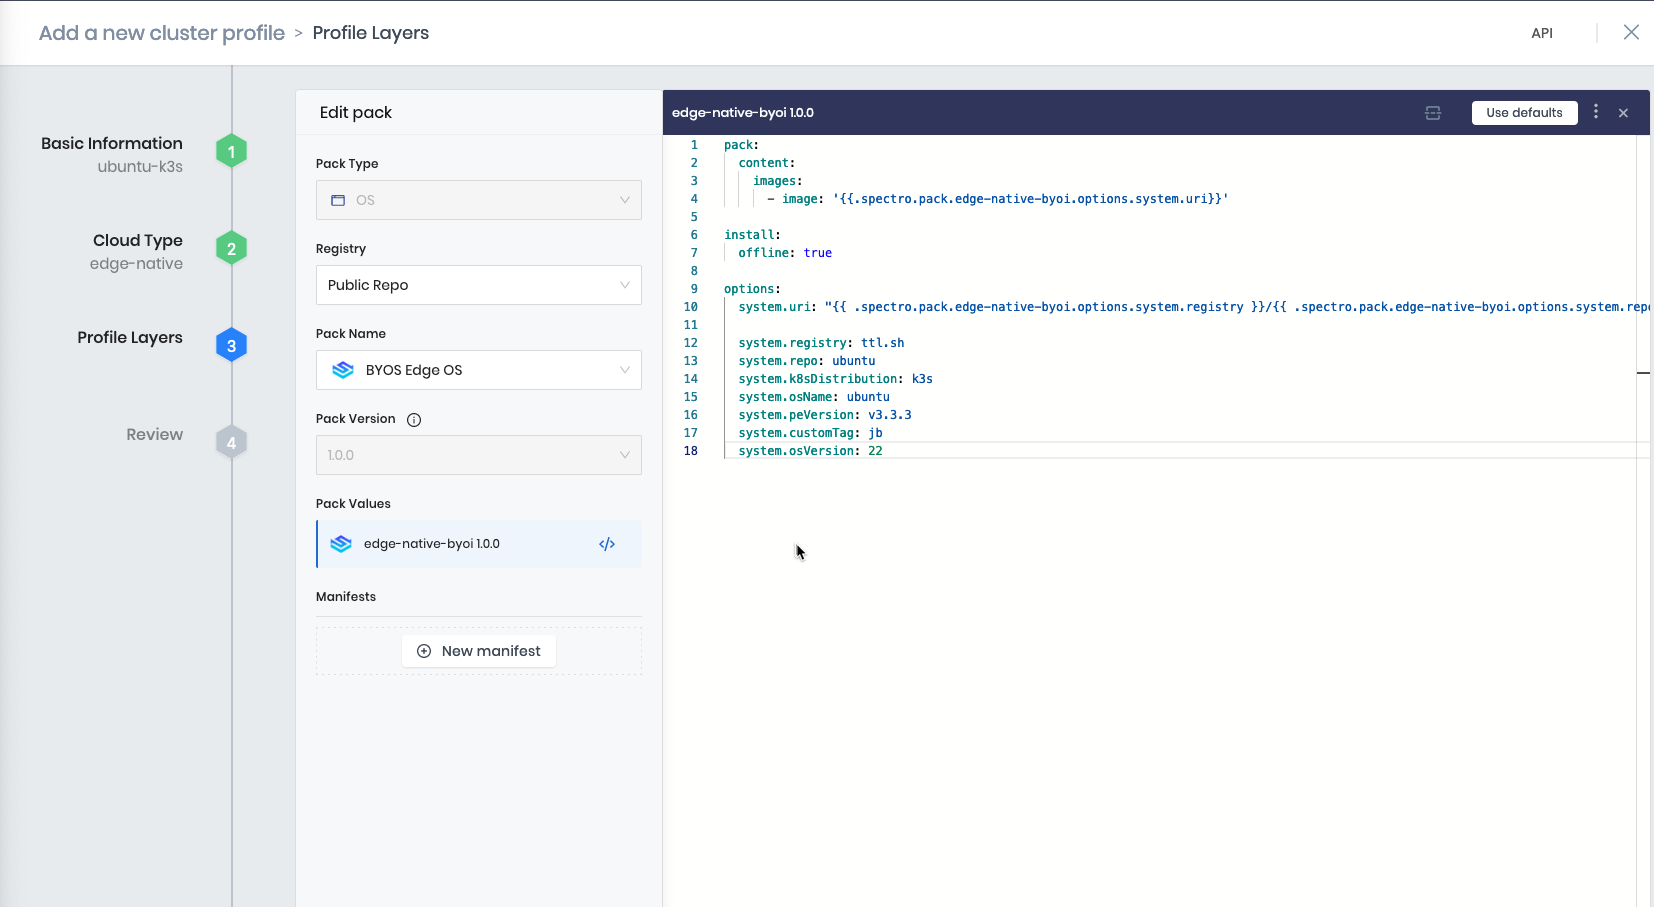 Add a new cluster profile > Profile Layers
API
Basic Information
ubuntu-k3s
1
Cloud Type
edge-native
2
Profile Layers
3
Review
4
Edit pack
Pack Type
OS
Registry
Public Repo
Pack Name
BYOS Edge OS
Pack Version
1.0.0
Pack Values
edge-native-byoi 1.0.0 </>
Manifests
New manifest
edge-native-byoi 1.0.0
Use defaults
1 pack:
2 content:
3 images:
4 - image: '{{.spectro.pack.edge-native-byoi.options.system.uri}}'
5
6 install:
7 offline: true
8
9 options:
10 system.uri: "{{ .spectro.pack.edge-native-byoi.options.system.registry }}/{{ .spectro.pack.edge-native-byoi.options.system.rep
11
12 system.registry: ttl.sh
13 system.repo: ubuntu
14 system.k8sDistribution: k3s
15 system.osName: ubuntu
16 system.peVersion: v3.3.3
17 system.customTag: jb
18 system.osVersion: 22